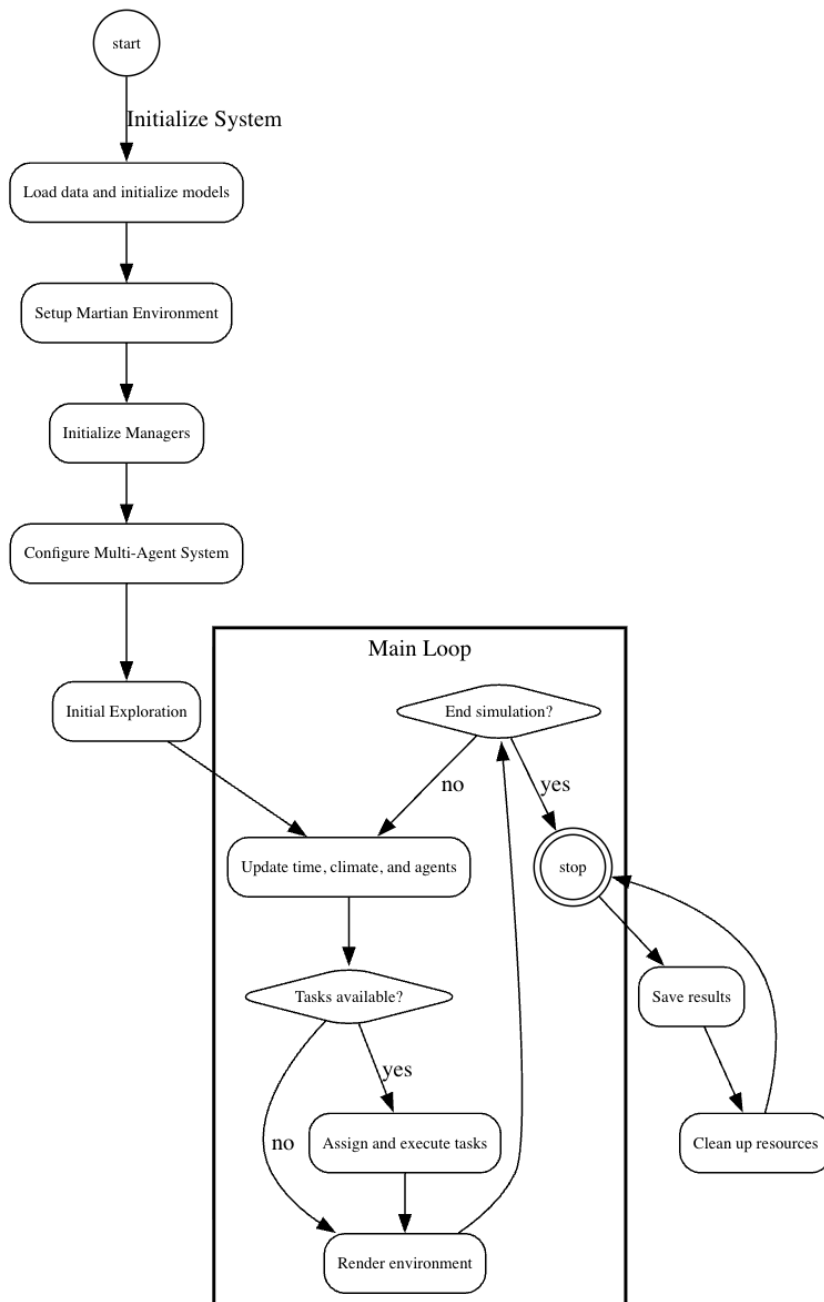 start
Initialize System
Load data and initialize models
Setup Martian Environment
Initialize Managers
Configure Multi-Agent System
Main Loop
Initial Exploration
End simulation?
no
yes
Update time, climate, and agents
stop
Tasks available?
Save results
yes
no
Assign and execute tasks
Clean up resources
Render environment